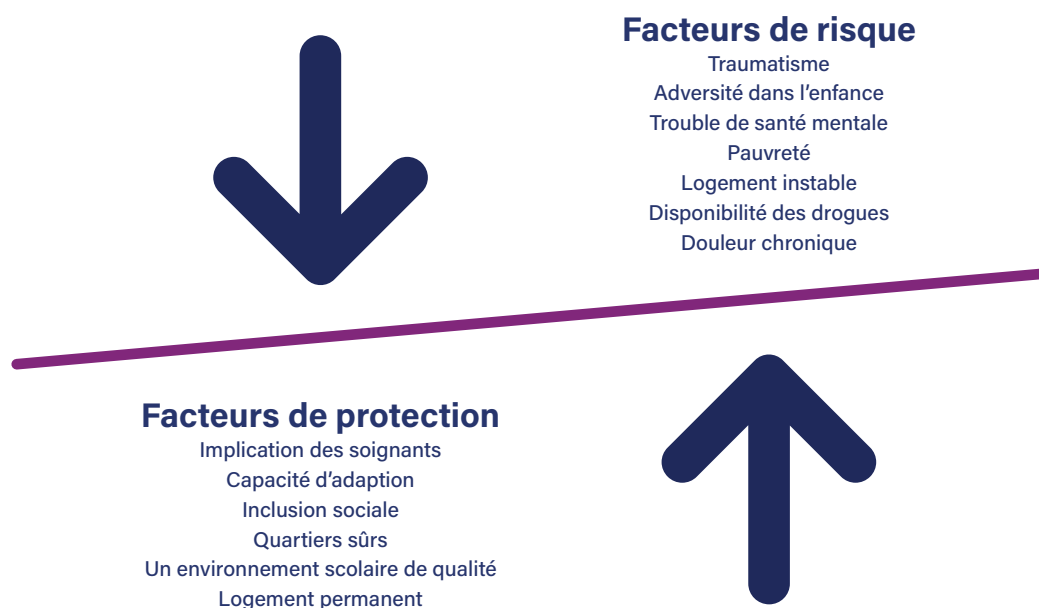 Facteurs de risque
Traumatisme
Adversité dans l'enfance
Trouble de santé mentale
Pauvreté
Logement instable
Disponibilité des drogues
Douleur chronique
Facteurs de protection
Implication des soignants
Capacité d'adaption
Inclusion sociale
Quartiers sûrs
Un environnement scolaire de qualité
Logement permanent